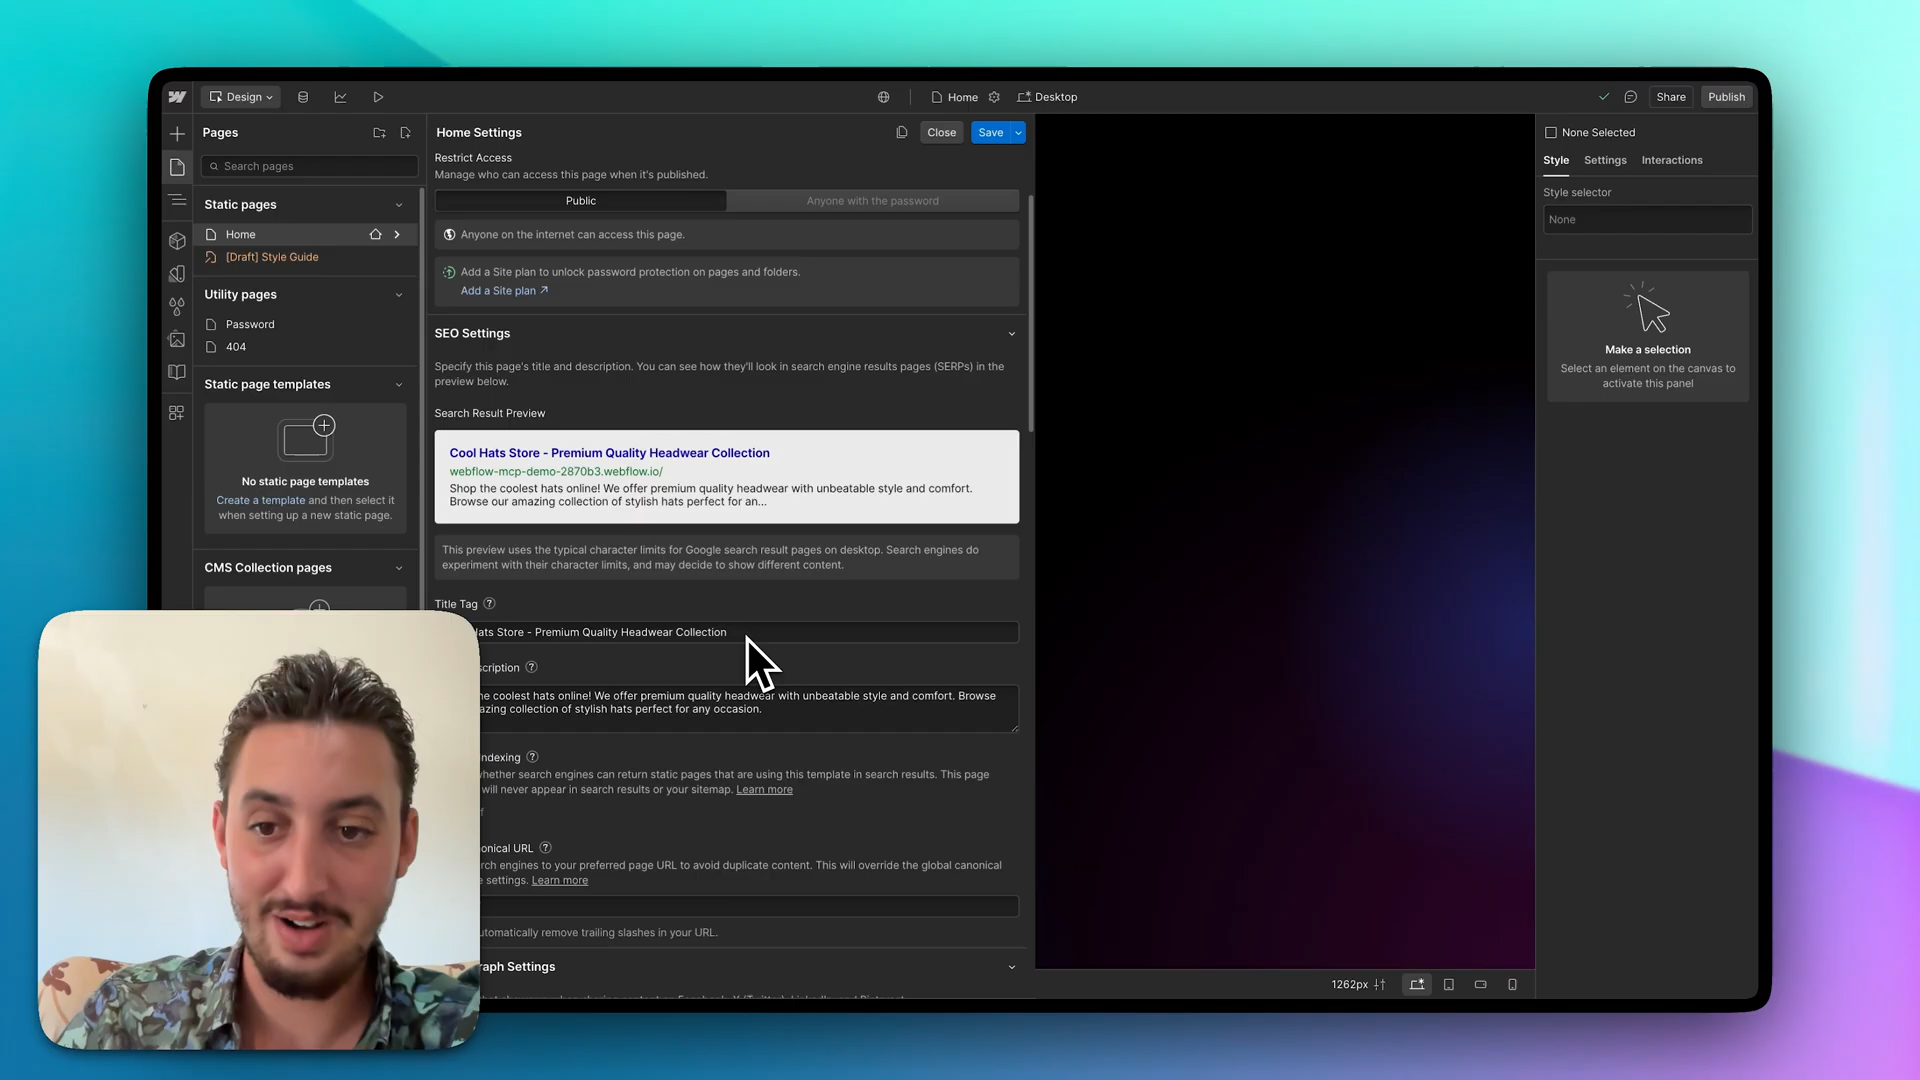 Design
Home
Desktop
Share
Publish
Pages
Search pages
Static pages
Home
[Draft] Style Guide
Utility pages
Password
404
Static page templates
No static page templates
Create a template and then select it
when setting up a new static page.
CMS Collection pages
Home Settings
Close
Save
Restrict Access
Manage who can access this page when it's published.
Public
Anyone with the password
Anyone on the internet can access this page.
Add a Site plan to unlock password protection on pages and folders.
Add a Site plan
SEO Settings
Specify this page's title and description. You can see how they'll look in search engine results pages (SERPs) in the
preview below.
Search Result Preview
Cool Hats Store - Premium Quality Headwear Collection
webflow-mcp-demo-2870b3.webflow.io/
Shop the coolest hats online! We offer premium quality headwear with unbeatable style and comfort.
Browse our amazing collection of stylish hats perfect for an...
This preview uses the typical character limits for Google search result pages on desktop. Search engines do
experiment with their character limits, and may decide to show different content.
Title Tag
Store - Premium Quality Headwear Collection
coolest hats online! We offer premium quality headwear with unbeatable style and comfort. Browse
collection of stylish hats perfect for any occasion.
search engines can return static pages that are using this template in search results. This page
will never appear in search results or your sitemap. Learn more
URL
engines to your preferred page URL to avoid duplicate content. This will override the global canonical
settings. Learn more
remove trailing slashes in your URL.
Settings
1262px
None Selected
Style
Settings
Interactions
Style selector
None
Make a selection
Select an element on the canvas to
activate this panel